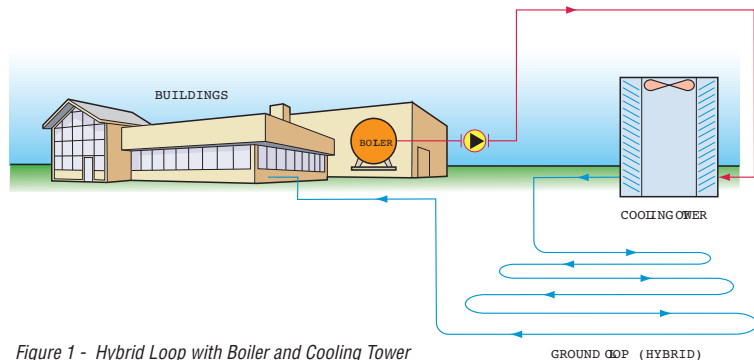 BUILDINGS
BOILER
COOLING TOWER
GROUND LOOP (HYBRID)
Figure 1 - Hybrid Loop with Boiler and Cooling Tower